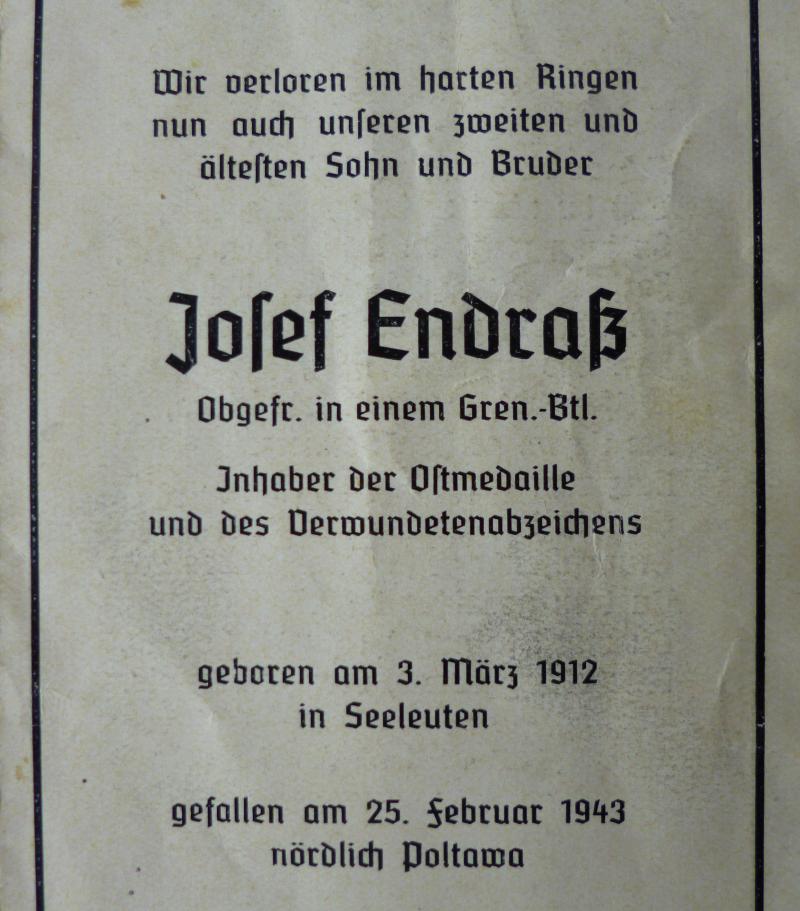 Wir verloren im harten Ringen
nun auch unſeren zweiten und
älteſten Sohn und Bruder
Joſef Endraß
Obgefr. in einem Gren.-Btl.
Inhaber der Oſtmedaille
und des Verwundetenabzeichens
geboren am 3. März 1912
in Seeleuten
gefallen am 25. Februar 1943
nördlich Poltawa